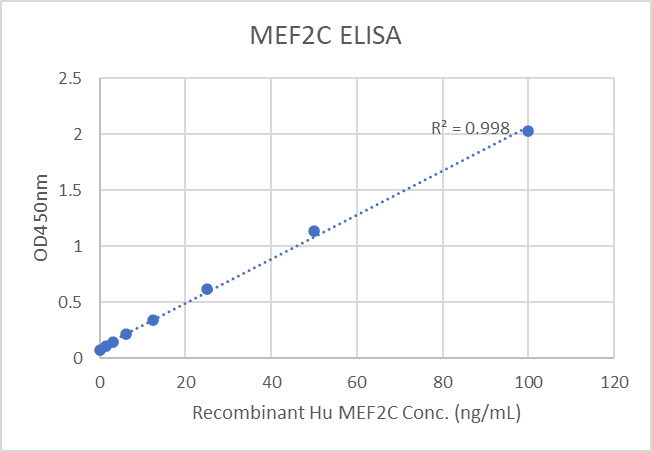 MEF2C ELISA
2.5
2
1.5
1
0.5
0
OD450nm
R² = 0.998
0 20 40 60 80 100 120
Recombinant Hu MEF2C Conc. (ng/mL)